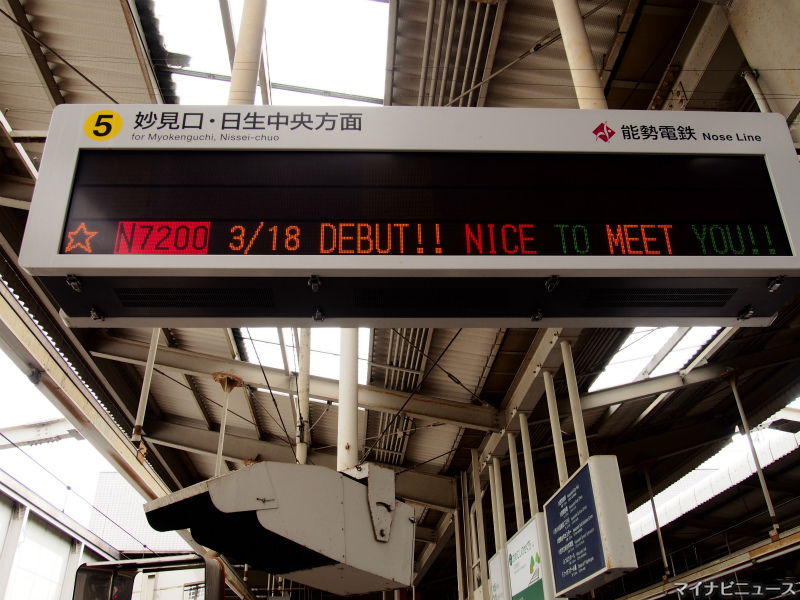 5 妙見口・日生中央方面
for Myokenguchi, Nissei-chuo
能勢電鉄 Nose Line
☆ N7200 3/18 DEBUT!! NICE TO MEET YOU!!
マイナビニュース